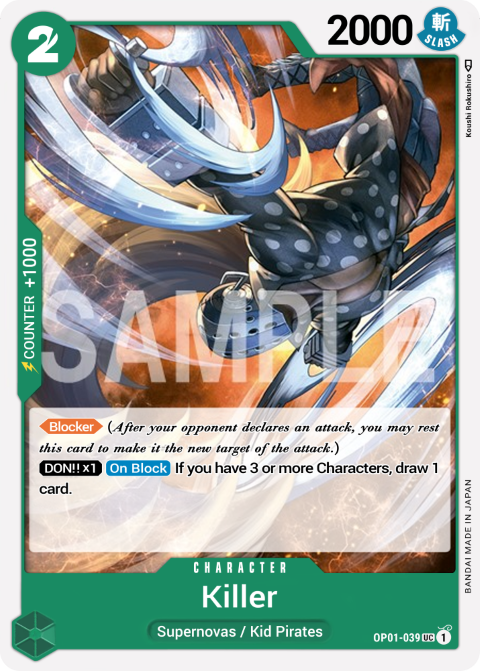 2
2000
斬
SLASH
Koushi Rokushiro
COUNTER +1000
SAMPLE
Blocker (After your opponent declares an attack, you may rest
this card to make it the new target of the attack.)
DON!! x1 On Block If you have 3 or more Characters, draw 1
card.
BANDAI MADE IN JAPAN
CHARACTER
Killer
Supernovas / Kid Pirates
OP01-039 UC 1